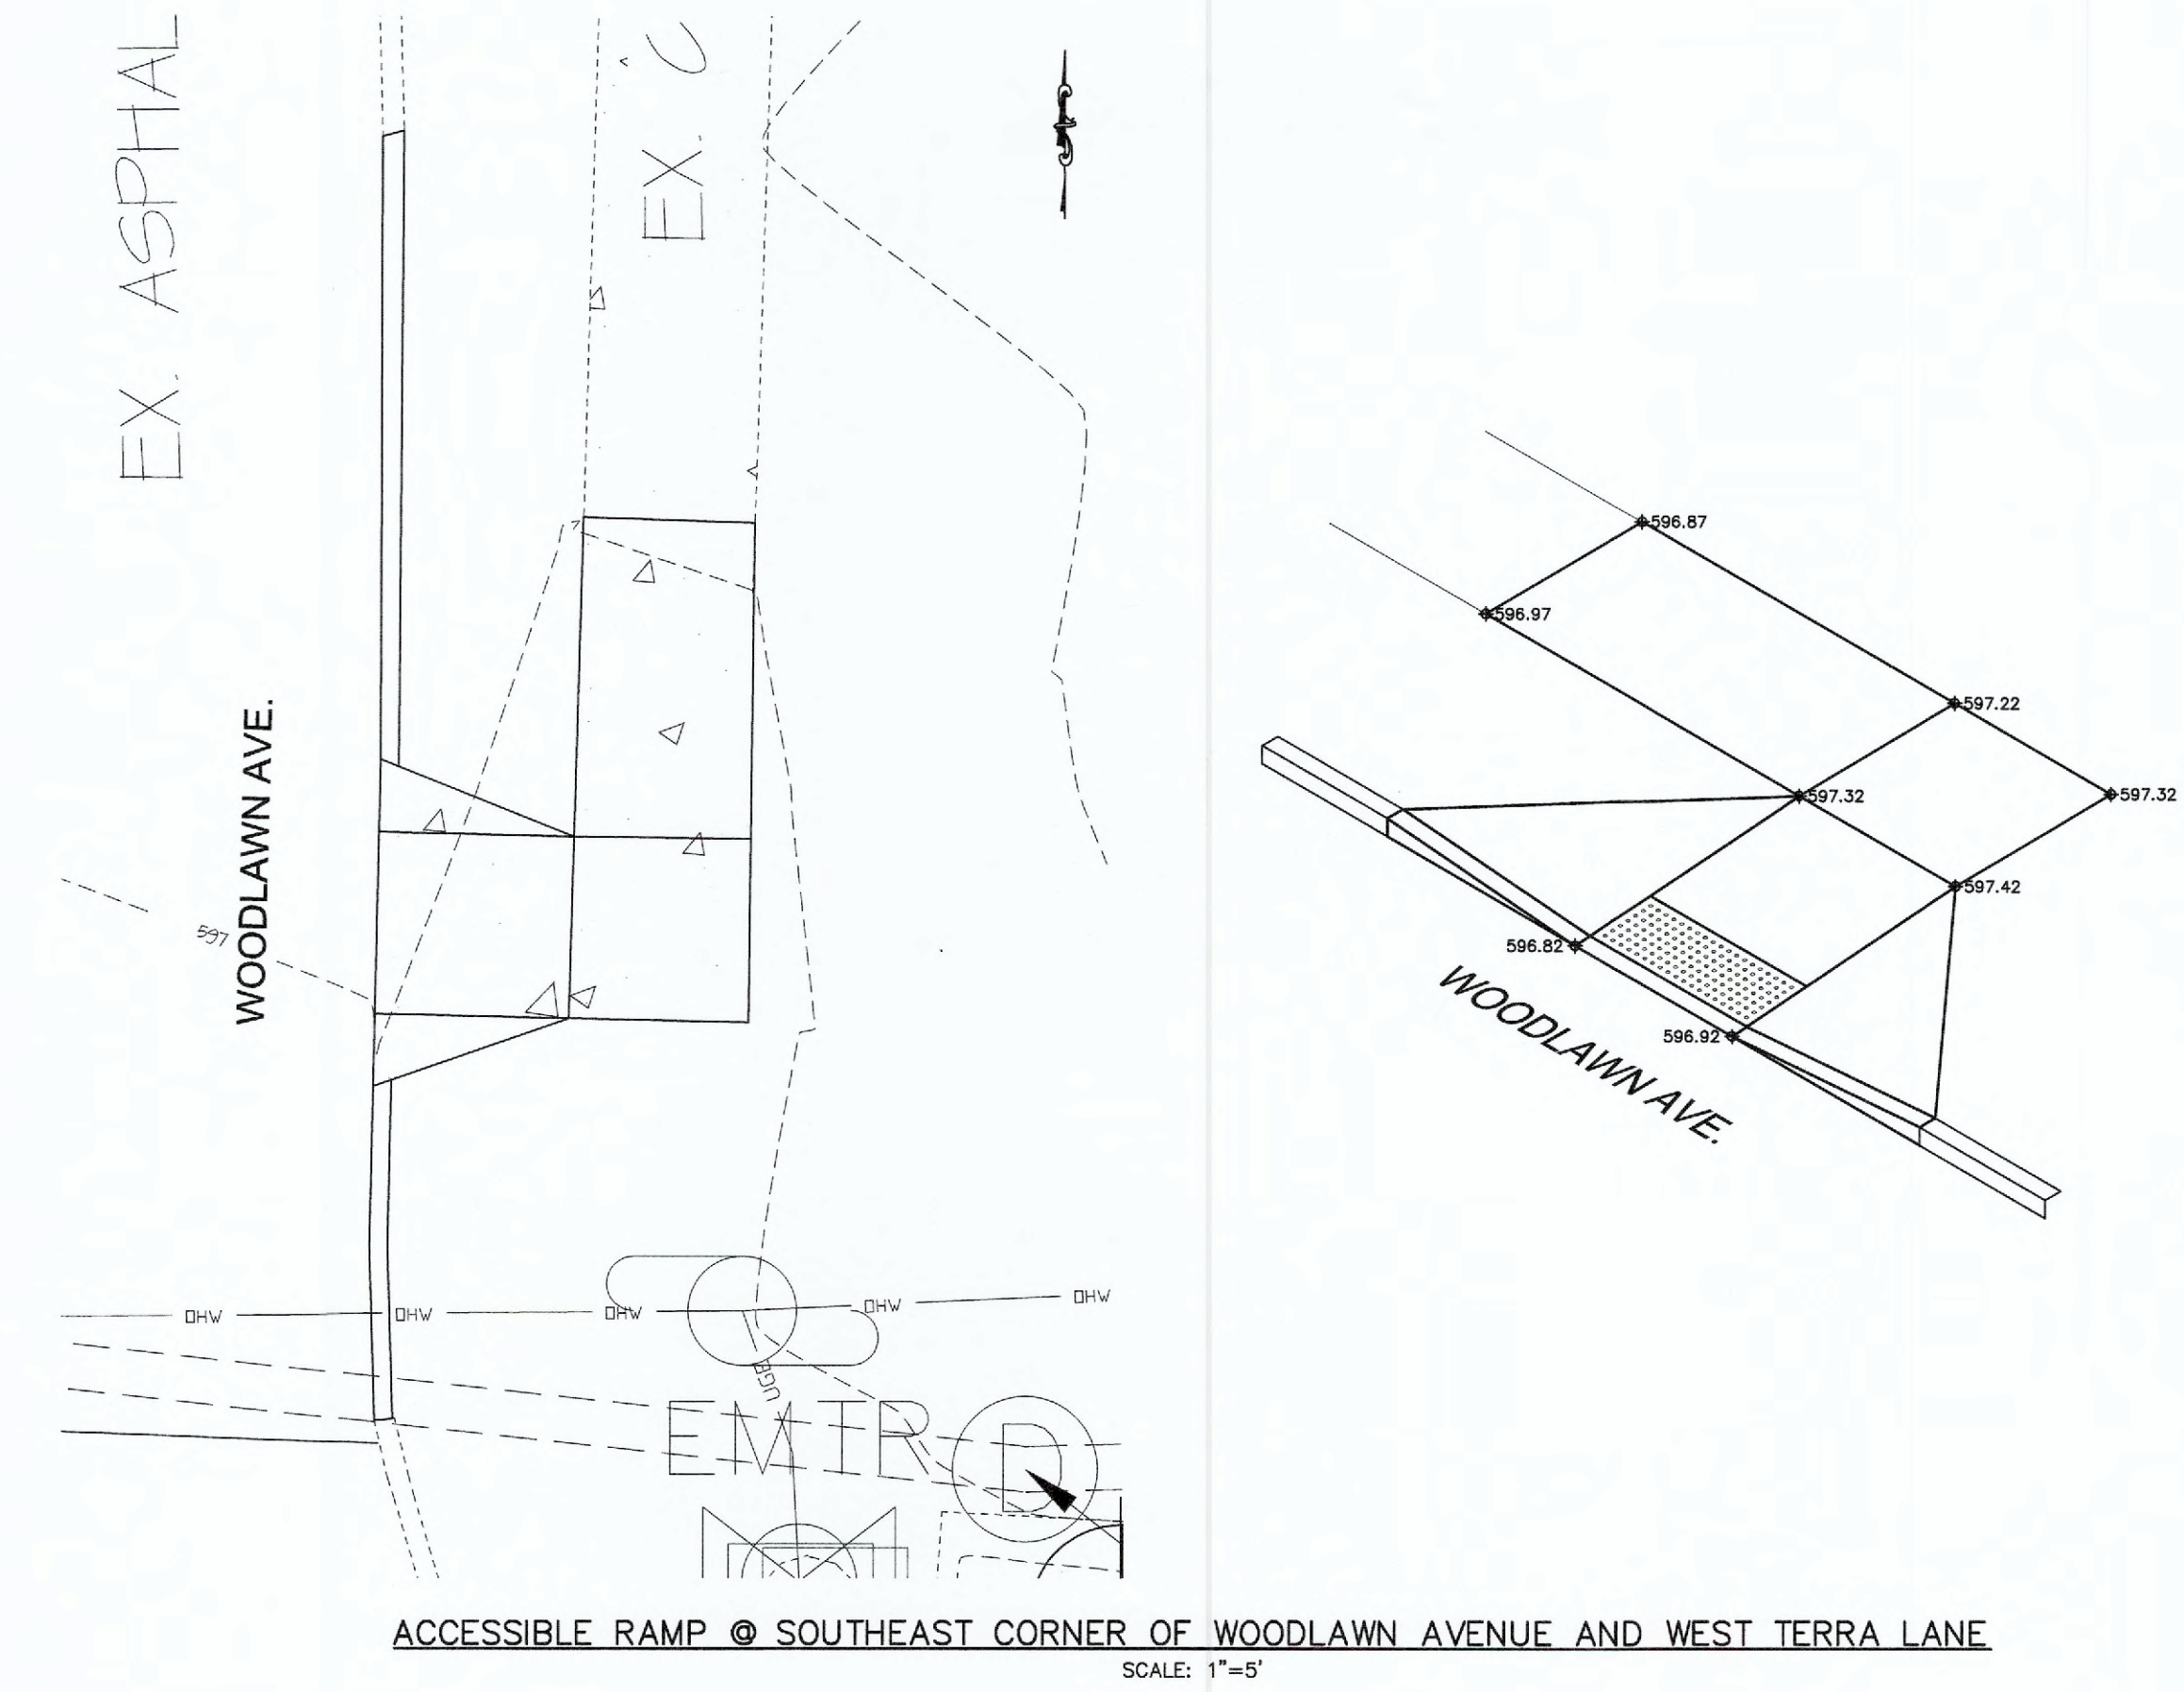 EX. ASPHAL
EX. C
WOODLAWN AVE.
597
596.87
596.97
597.22
597.32
597.32
597.42
596.82
596.92
WOODLAWN AVE.
OHW
OHW
OHW
OHW
OHW
UGE
EMTR
D
ACCESSIBLE RAMP @ SOUTHEAST CORNER OF WOODLAWN AVENUE AND WEST TERRA LANE
SCALE: 1"=5'